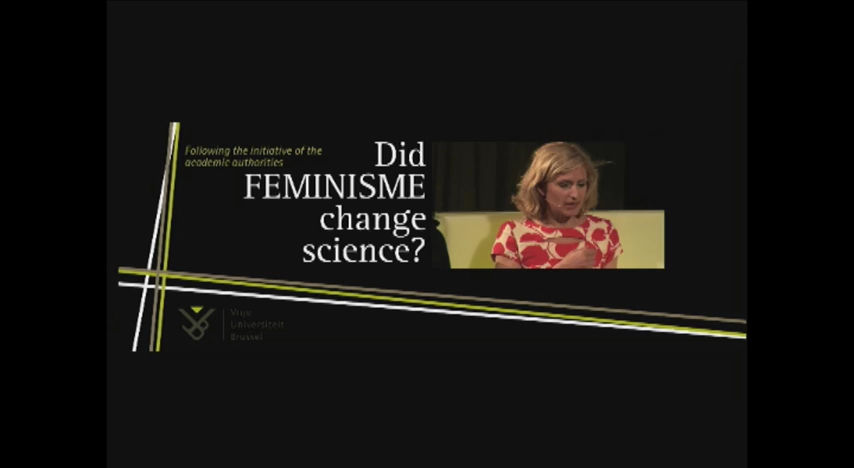 Following the initiative of the
academic authorities
Did
FEMINISME
change
science?
Vrije
Universiteit
Brussel